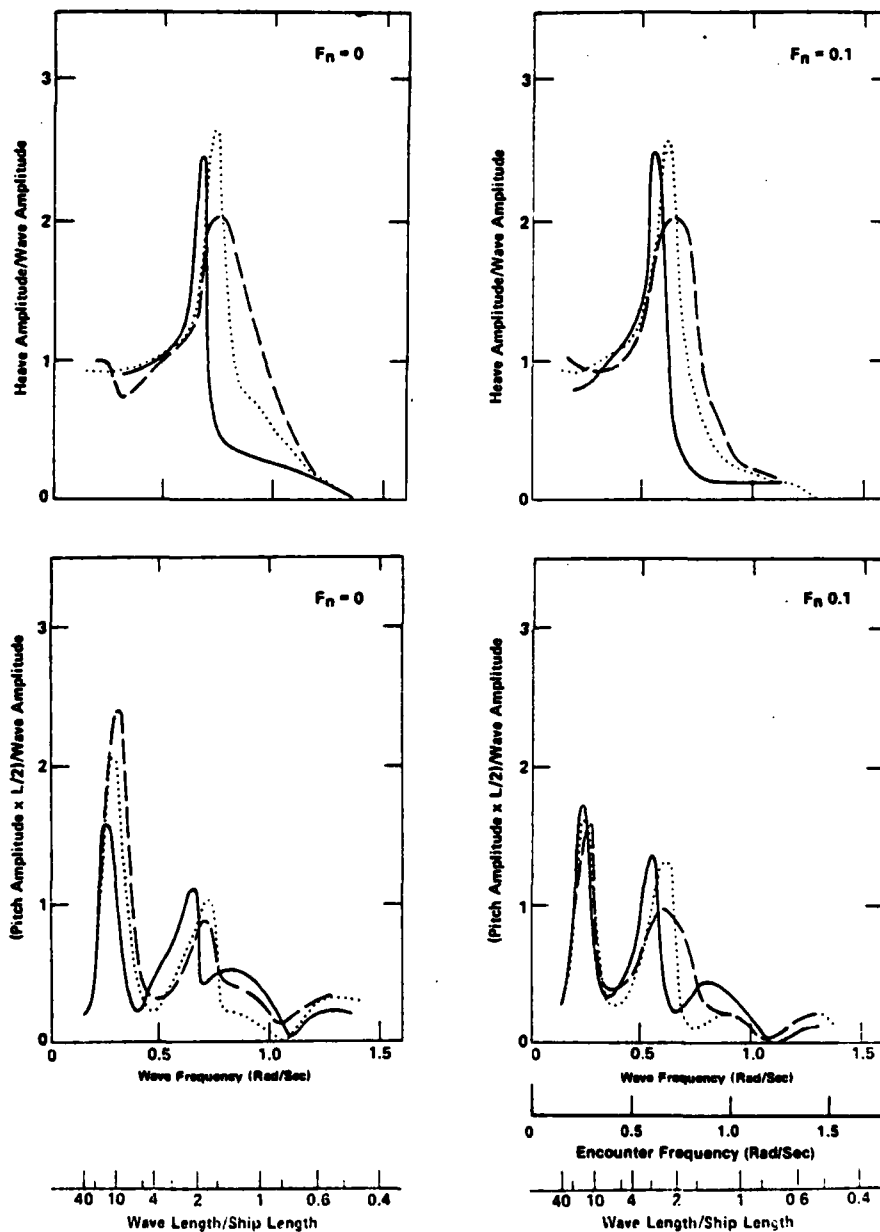 Fn = 0
3
2
1
0
Heave Amplitude/Wave Amplitude
Fn = 0.1
3
2
1
0
Heave Amplitude/Wave Amplitude
Fn = 0
3
2
1
0
(Pitch Amplitude x L/2)/Wave Amplitude
0.5 1.0 1.5
Wave Frequency (Rad/Sec)
40 10 4 2 1 0.6 0.4
Wave Length/Ship Length
Fn 0.1
3
2
1
0
(Pitch Amplitude x L/2)/Wave Amplitude
0 0.5 1.0 1.5
Wave Frequency (Rad/Sec)
0 0.5 1.0 1.5
Encounter Frequency (Rad/Sec)
40 10 4 2 1 0 6 0.4
Wave Length/Ship Length